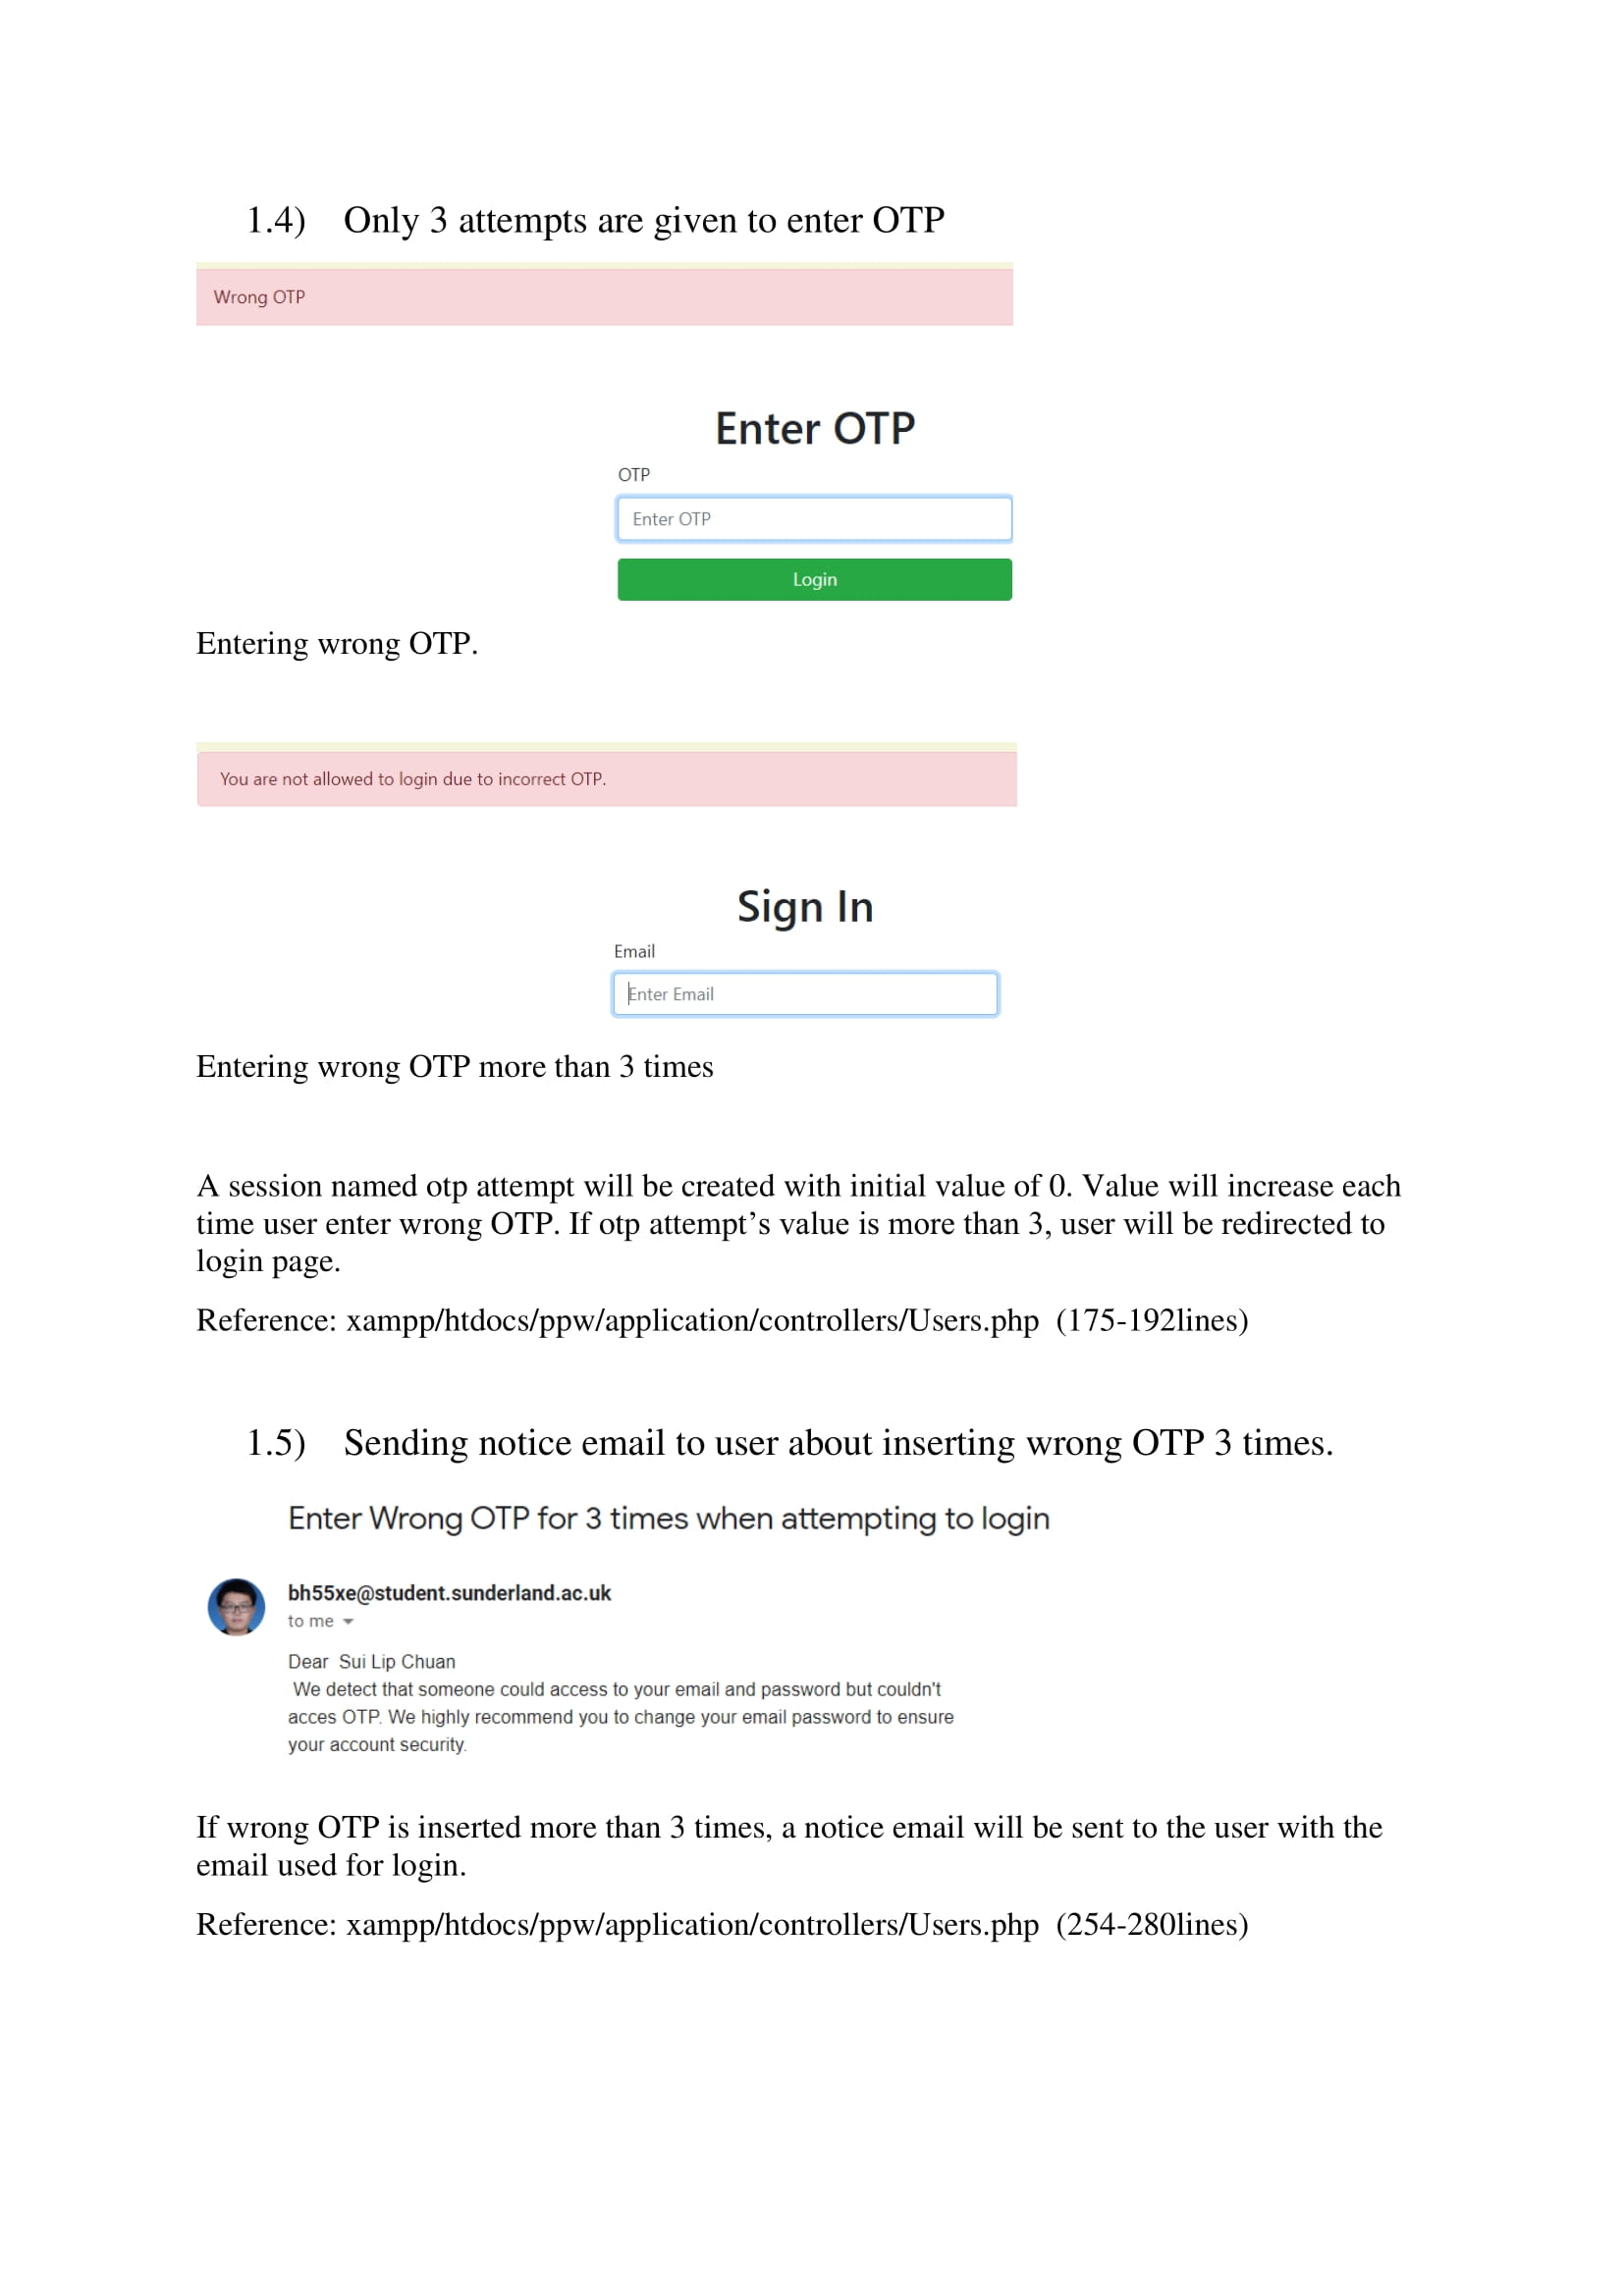 1.4) Only 3 attempts are given to enter OTP
Wrong OTP
Enter OTP
OTP
Enter OTP
Login
Entering wrong OTP.
You are not allowed to login due to incorrect OTP.
Sign In
Email
Enter Email
Entering wrong OTP more than 3 times
A session named otp attempt will be created with initial value of 0. Value will increase each
time user enter wrong OTP. If otp attempt’s value is more than 3, user will be redirected to
login page.
Reference: xampp/htdocs/ppw/application/controllers/Users.php (175-192lines)
1.5) Sending notice email to user about inserting wrong OTP 3 times.
Enter Wrong OTP for 3 times when attempting to login
bh55xe@student.sunderland.ac.uk
to me
Dear Sui Lip Chuan
We detect that someone could access to your email and password but couldn't
acces OTP. We highly recommend you to change your email password to ensure
your account security.
If wrong OTP is inserted more than 3 times, a notice email will be sent to the user with the
email used for login.
Reference: xampp/htdocs/ppw/application/controllers/Users.php (254-280lines)